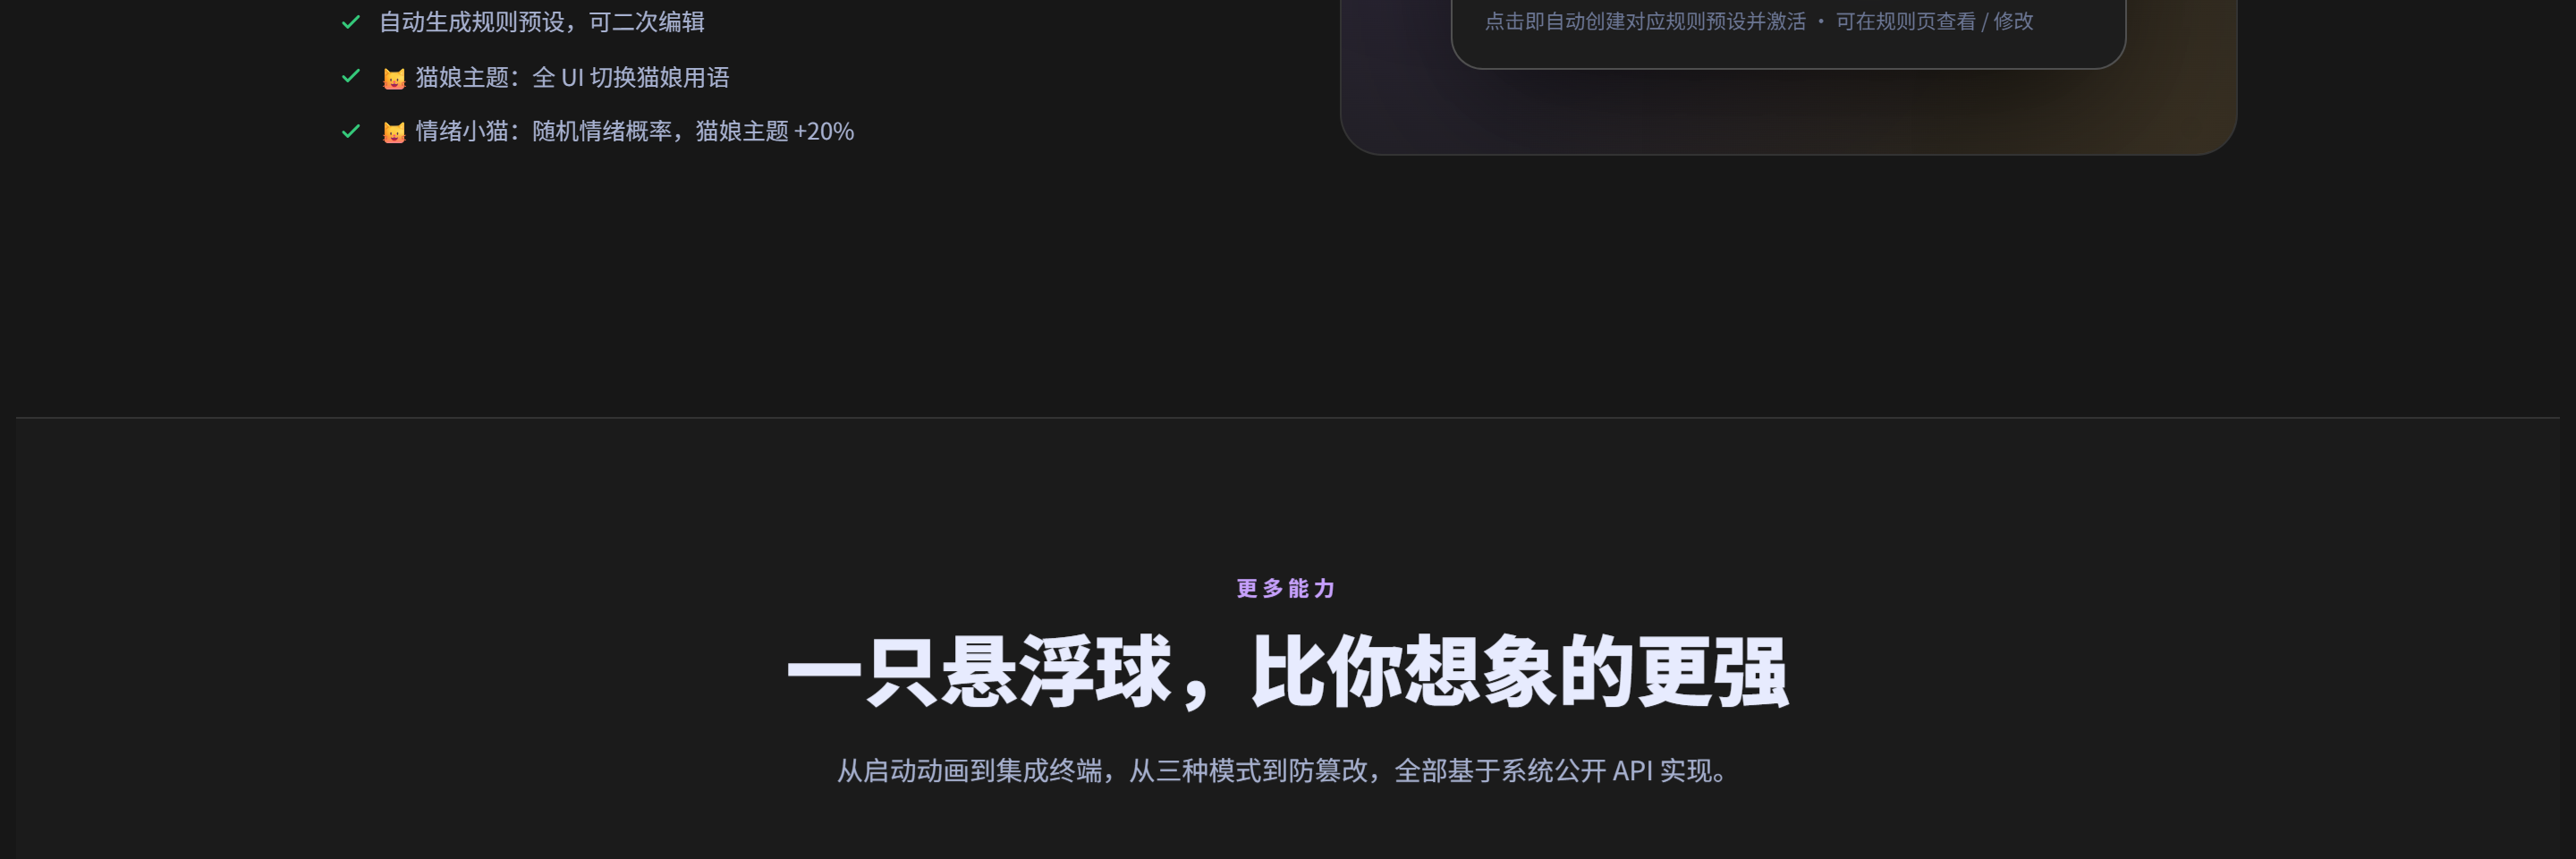 自动生成规则预设，可二次编辑
猫娘主题：全 UI 切换猫娘用语
情绪小猫：随机情绪概率，猫娘主题 +20%
点击即自动创建对应规则预设并激活 · 可在规则页查看 / 修改
更多能力
一只悬浮球，比你想象的更强
从启动动画到集成终端，从三种模式到防篡改，全部基于系统公开 API 实现。